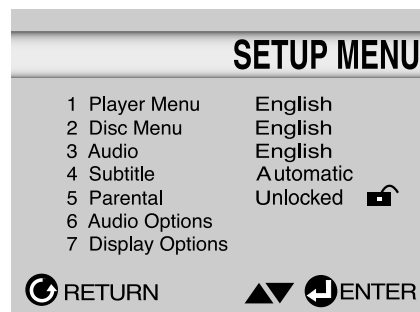 SETUP MENU
1 Player Menu English
2 Disc Menu English
3 Audio English
4 Subtitle Automatic
5 Parental Unlocked
6 Audio Options
7 Display Options
RETURN ENTER